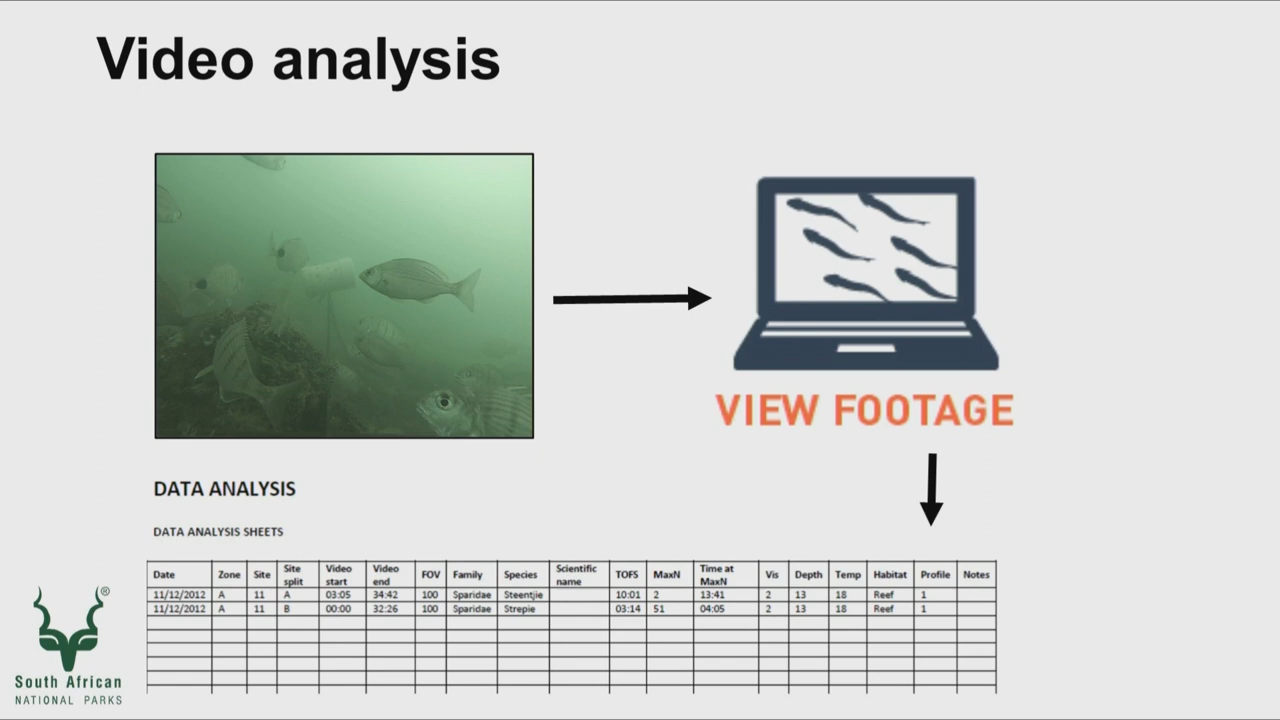 Video analysis
VIEW FOOTAGE
DATA ANALYSIS
DATA ANALYSIS SHEETS
Date Zone Site Site split Video start Video end FOV Family Species Scientific name TOFS MaxN Time at MaxN Vis Depth Temp Habitat Profile Notes
11/12/2012 A 11 A 03:05 34:42 100 Sparidae Steentjie 10:01 2 13:41 2 13 18 Reef 1
11/12/2012 A 11 B 00:00 32:26 100 Sparidae Strepie 03:14 51 04:05 2 13 18 Reef 1
®
South African
NATIONAL PARKS